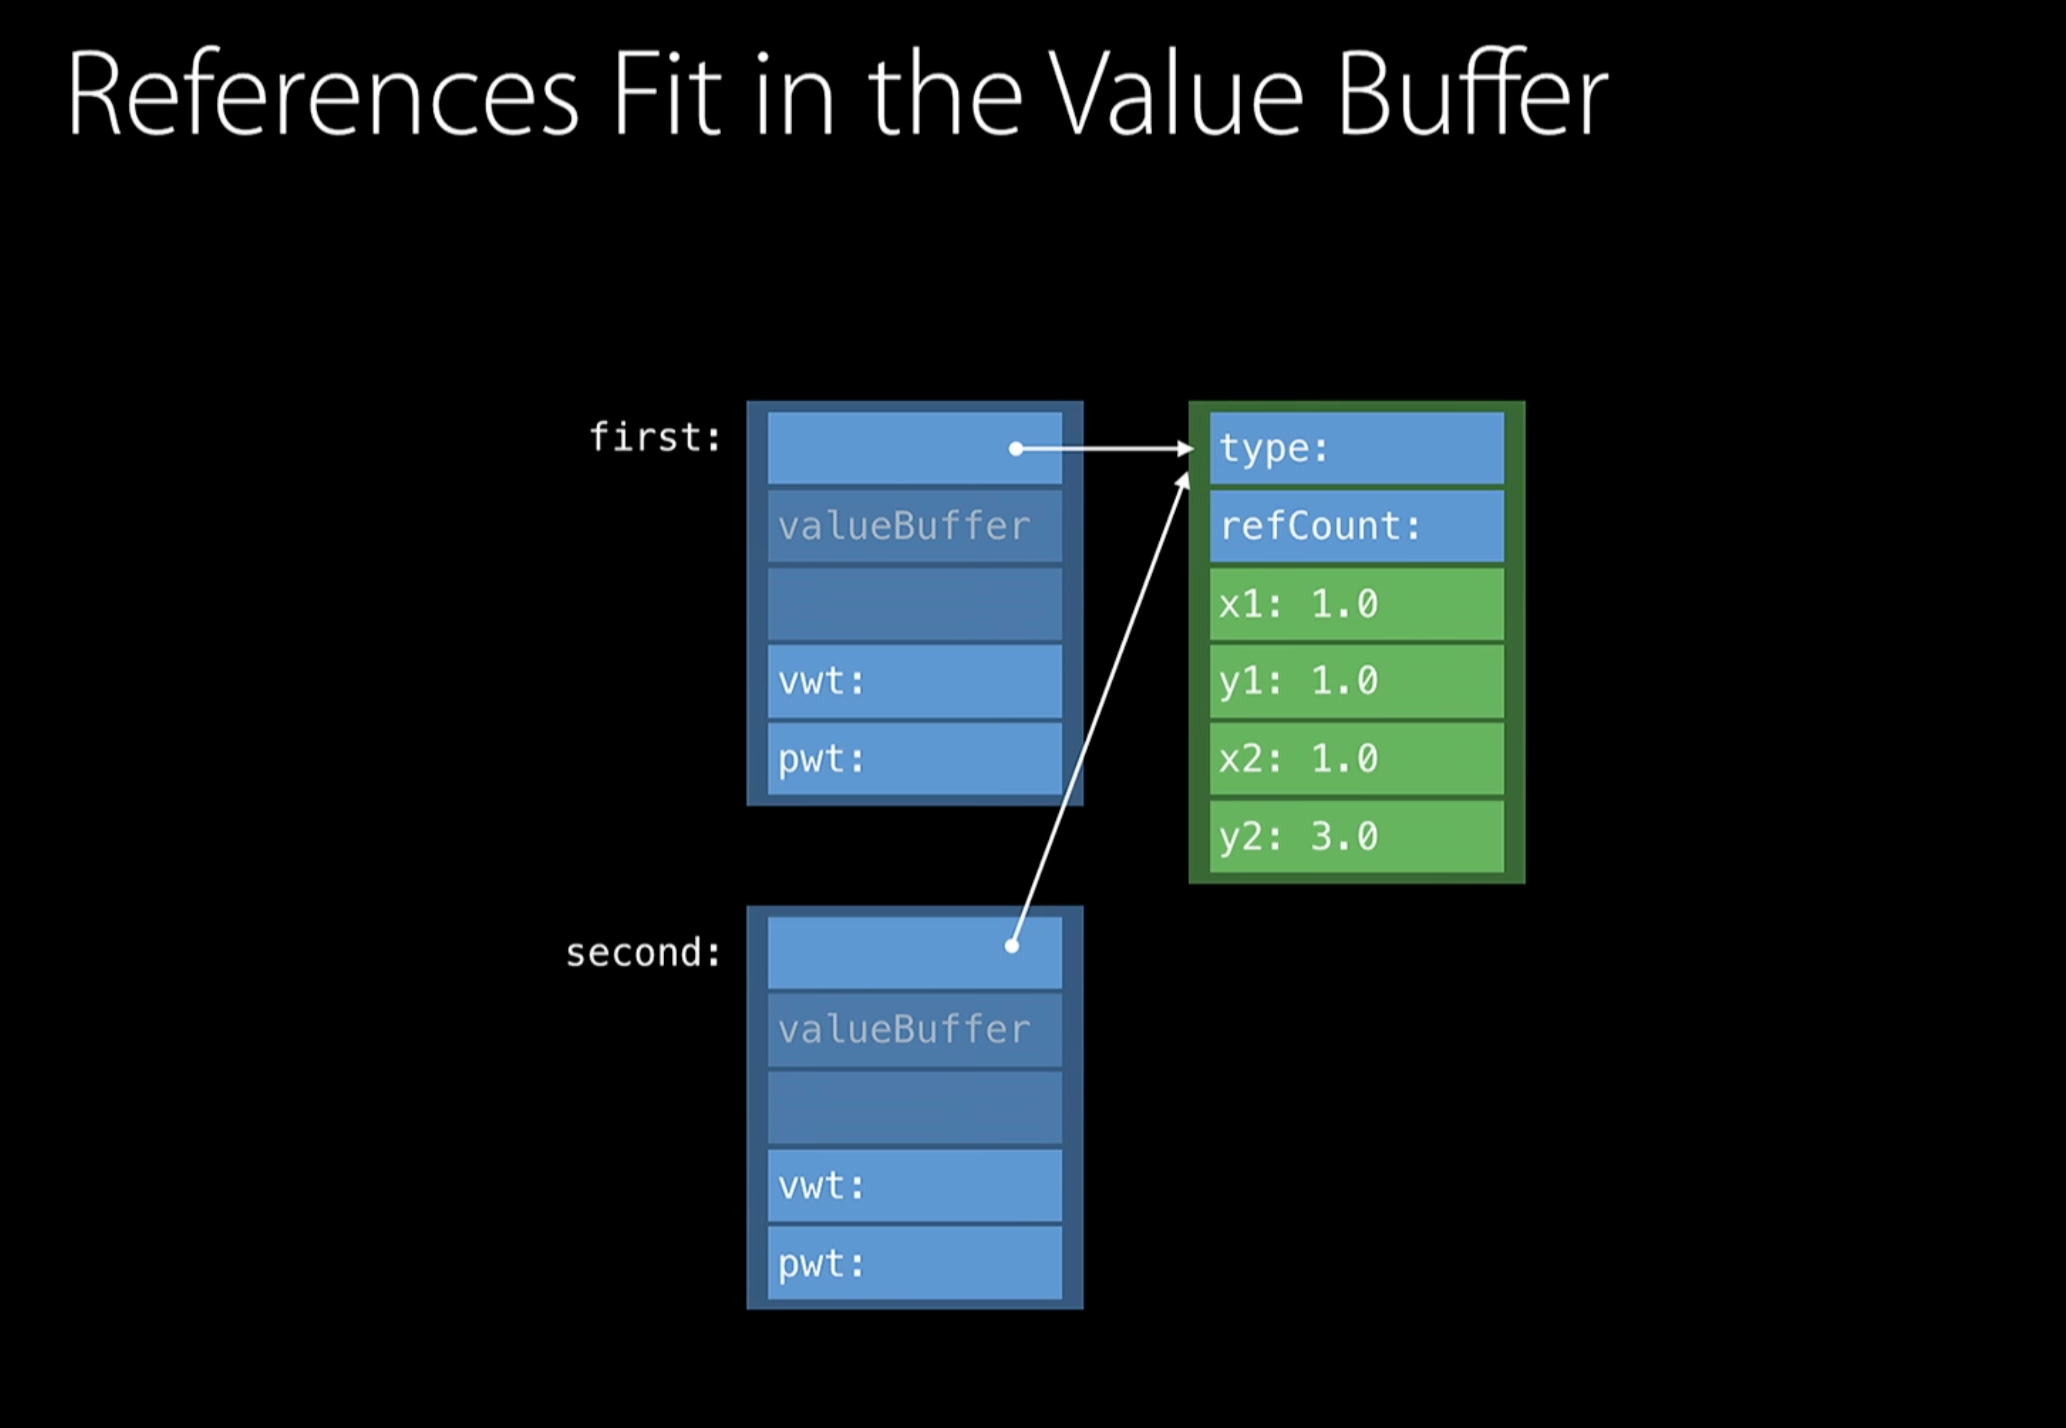 References Fit in the Value Buffer
first:
valueBuffer
vwt:
pwt:
type:
refCount:
x1: 1.0
y1: 1.0
x2: 1.0
y2: 3.0
second:
valueBuffer
vwt:
pwt: